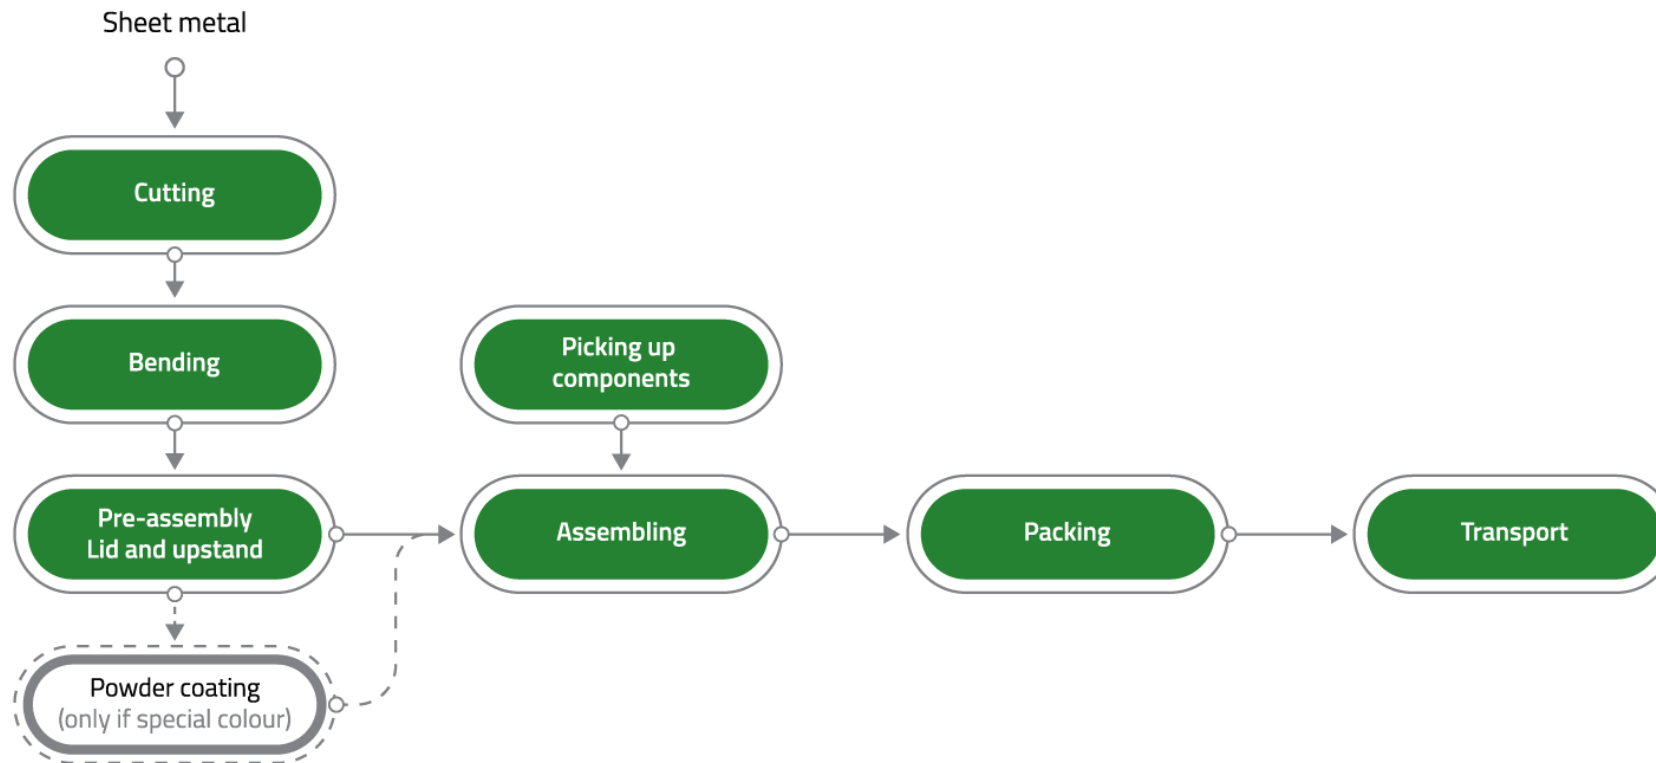 Sheet metal
Cutting
Bending
Picking up
components
Pre-assembly
Lid and upstand
Assembling
Packing
Transport
Powder coating
(only if special colour)